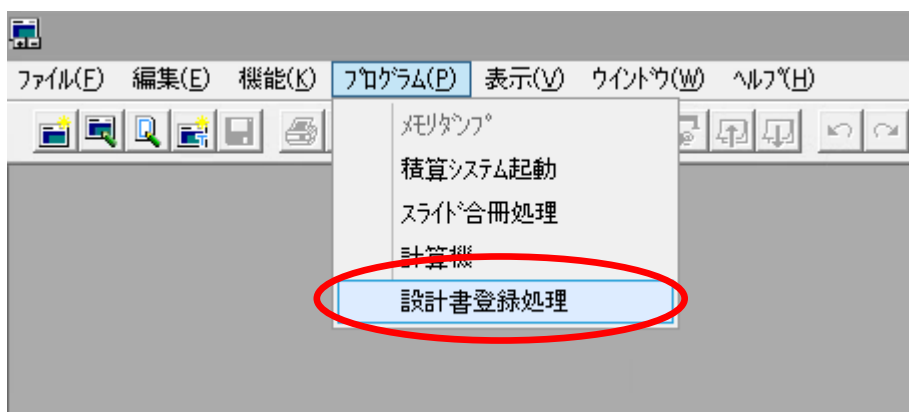 ﾌｧｲﾙ(F) 編集(E) 機能(K) ﾌﾟﾛｸﾞﾗﾑ(P) 表示(V) ｳｲﾝﾄﾞｳ(W) ﾍﾙﾌﾟ(H)
ﾒﾓﾘﾀﾞﾝﾌﾟ
積算ｼｽﾃﾑ起動
ｽﾗｲﾄﾞ合冊処理
計算機
設計書登録処理